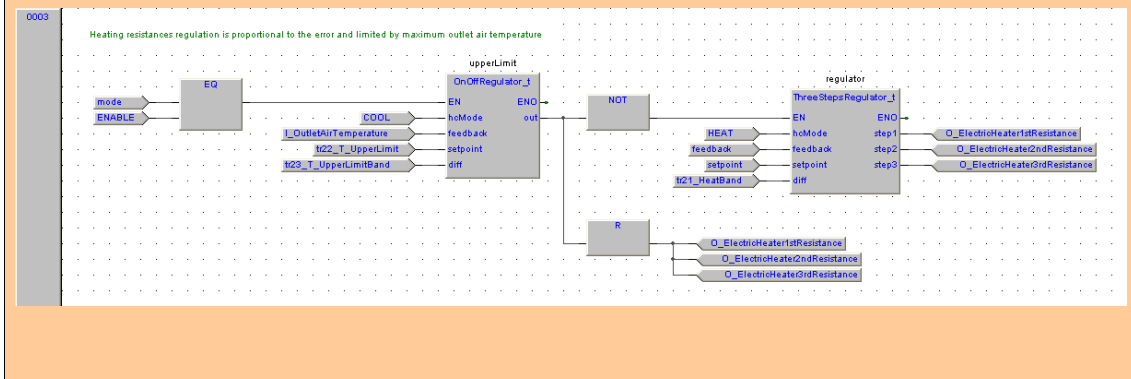 0003
Heating resistances regulation is proportional to the error and limited by maximum outlet air temperature
upperLimit
OnOffRegulator_t
regulator
EQ
mode
ENABLE
EN ENO
COOL hcMode out
I_OutletAirTemperature feedback
tr22_T_UpperLimit setpoint
tr23_T_UpperLimitBand diff
NOT
ThreeStepsRegulator_t
EN ENO
HEAT hcMode step1 O_ElectricHeater1stResistance
feedback feedback step2 O_ElectricHeater2ndResistance
setpoint setpoint step3 O_ElectricHeater3rdResistance
tr21_HeatBand diff
R
O_ElectricHeater1stResistance
O_ElectricHeater2ndResistance
O_ElectricHeater3rdResistance